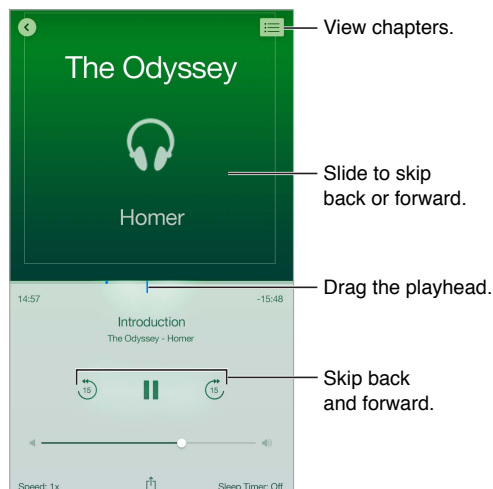 View chapters.
The Odyssey
Slide to skip
back or forward.
Homer
Drag the playhead.
14:57
-15:48
Introduction
The Odyssey - Homer
Skip back
and forward.
15
15
Speed: 1x
Sleep Timer: Off